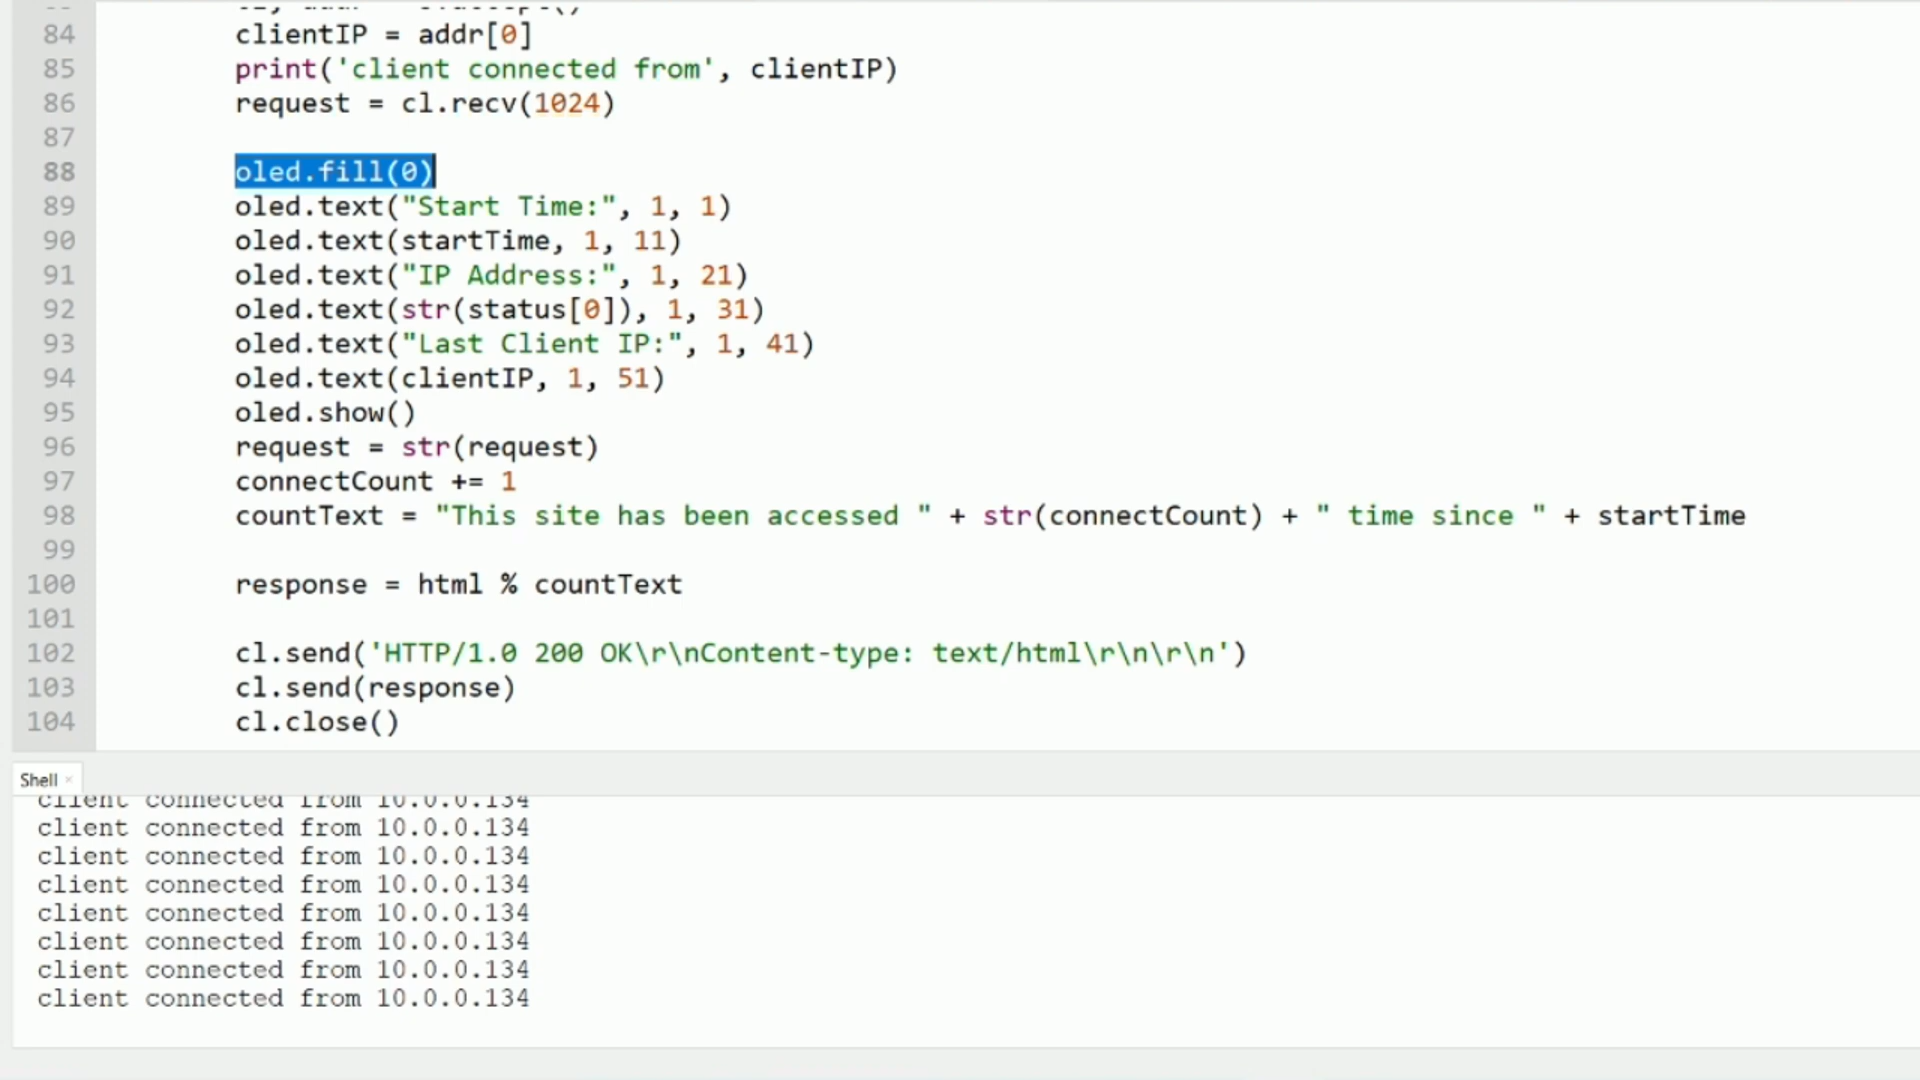 84 clientIP = addr[0]
85 print('client connected from', clientIP)
86 request = cl.recv(1024)
87
88 oled.fill(0)
89 oled.text("Start Time:", 1, 1)
90 oled.text(startTime, 1, 11)
91 oled.text("IP Address:", 1, 21)
92 oled.text(str(status[0]), 1, 31)
93 oled.text("Last Client IP:", 1, 41)
94 oled.text(clientIP, 1, 51)
95 oled.show()
96 request = str(request)
97 connectCount += 1
98 countText = "This site has been accessed " + str(connectCount) + " time since " + startTime
99
100 response = html % countText
101
102 cl.send('HTTP/1.0 200 OK\r\nContent-type: text/html\r\n\r\n')
103 cl.send(response)
104 cl.close()
Shell ×
client connected from 10.0.0.134
client connected from 10.0.0.134
client connected from 10.0.0.134
client connected from 10.0.0.134
client connected from 10.0.0.134
client connected from 10.0.0.134
client connected from 10.0.0.134
client connected from 10.0.0.134